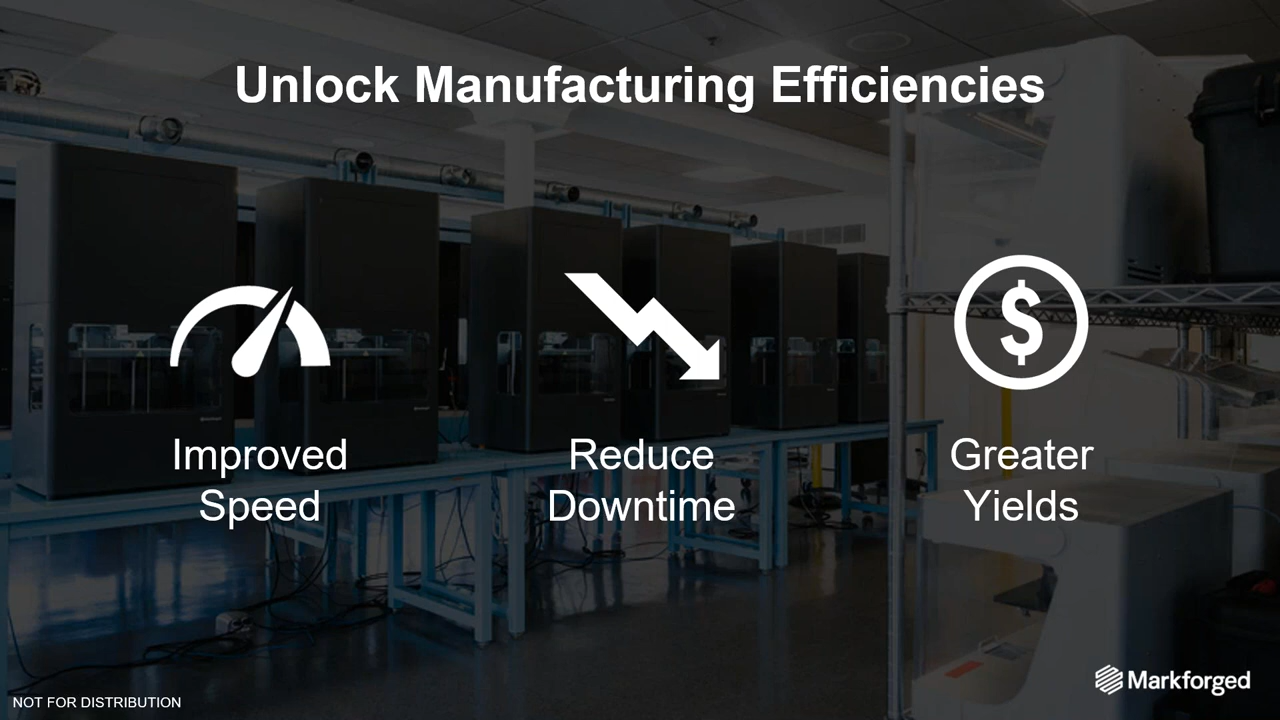 Unlock Manufacturing Efficiencies
$
Improved
Speed
Reduce
Downtime
Greater
Yields
NOT FOR DISTRIBUTION
Markforged